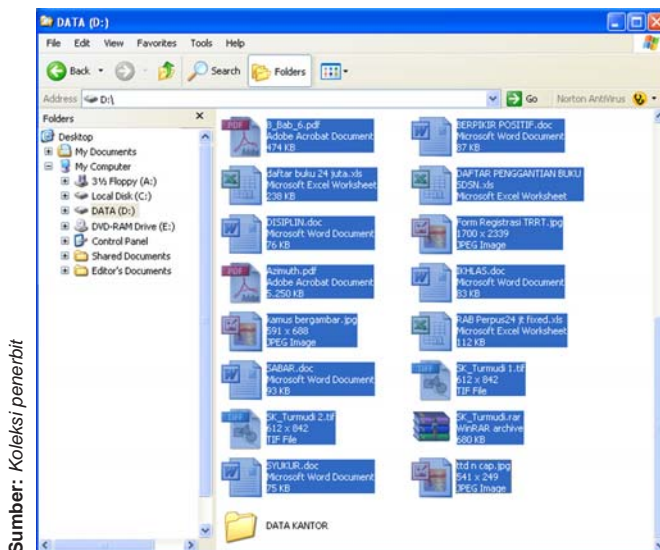 DATA (D:)
File Edit View Favorites Tools Help
Back Search Folders
Address D:\ Go Norton AntiVirus
Folders
Desktop
My Documents
My Computer
3½ Floppy (A:)
Local Disk (C:)
DATA (D:)
DVD-RAM Drive (E:)
Control Panel
Shared Documents
Editor's Documents
8_Bab_6.pdf
Adobe Acrobat Document
474 KB
BERPIKIR POSITIF.doc
Microsoft Word Document
87 KB
daftar buku 24 juta.xls
Microsoft Excel Worksheet
238 KB
DAFTAR PENGGANTIAN BUKU
SDSN.xls
Microsoft Excel Worksheet
DISIPLIN.doc
Microsoft Word Document
76 KB
Form Registrasi TRRT.jpg
1700 x 2339
JPEG Image
Azimuth.pdf
Adobe Acrobat Document
5.250 KB
IKHLAS.doc
Microsoft Word Document
83 KB
kamus bergambar.jpg
591 x 688
JPEG Image
RAB Perpus24 jt fixed.xls
Microsoft Excel Worksheet
112 KB
SABAR.doc
Microsoft Word Document
93 KB
SK_Turmudi 1.tif
612 x 842
TIF File
SK_Turmudi 2.tif
612 x 842
TIF File
SK_Turmudi.rar
WinRAR archive
680 KB
SYUKUR.doc
Microsoft Word Document
75 KB
ttd n cap.jpg
541 x 249
JPEG Image
DATA KANTOR
Sumber: Koleksi penerbit